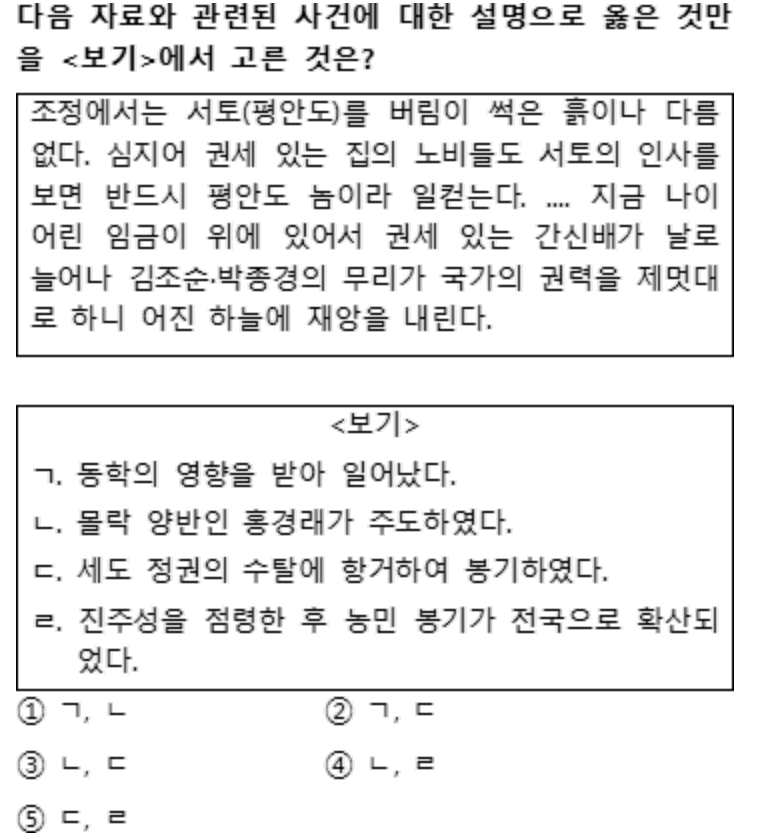 다음 자료와 관련된 사건에 대한 설명으로 옳은 것만
을 <보기>에서 고른 것은?
조정에서는 서토(평안도)를 버림이 썩은 흙이나 다름
없다. 심지어 권세 있는 집의 노비들도 서토의 인사를
보면 반드시 평안도 놈이라 일컫는다. .... 지금 나이
어린 임금이 위에 있어서 권세 있는 간신배가 날로
늘어나 김조순·박종경의 무리가 국가의 권력을 제멋대
로 하니 어진 하늘에 재앙을 내린다.
<보기>
ㄱ. 동학의 영향을 받아 일어났다.
ㄴ. 몰락 양반인 홍경래가 주도하였다.
ㄷ. 세도 정권의 수탈에 항거하여 봉기하였다.
ㄹ. 진주성을 점령한 후 농민 봉기가 전국으로 확산되
었다.
① ㄱ, ㄴ ② ㄱ, ㄷ
③ ㄴ, ㄷ ④ ㄴ, ㄹ
⑤ ㄷ, ㄹ